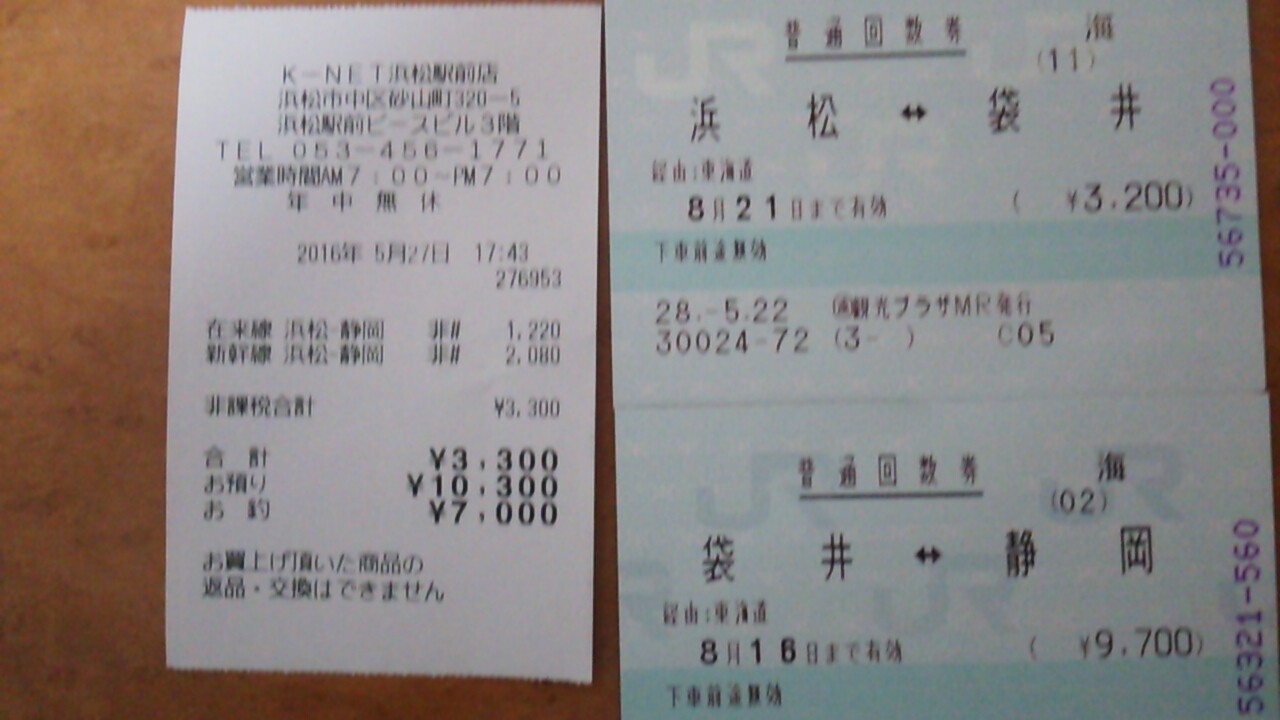 K-NET浜松駅前店
浜松市中区砂山町320-5
浜松駅前ビースビル3階
TEL 053-456-1771
営業時間AM7:00~PM7:00
年中無休
2016年 5月27日 17:43
276953
在来線 浜松-静岡 非# 1,220
新幹線 浜松-静岡 非# 2,080
非課税合計 ¥3,300
合 計 ¥3,300
お預り ¥10,300
お 釣 ¥7,000
お買上げ頂いた商品の
返品・交換はできません
普通回数券 海
(11)
浜松 ↔ 袋井
経由:東海道
8月21日まで有効 ( ¥3,200)
下車前途無効
28.-5.22 観光プラザMR発行
30024-72 (3- ) C05
56735-000
普通回数券 海
(02)
袋井 ↔ 静岡
経由:東海道
8月16日まで有効 ( ¥9,700)
下車前途無効
56321-560